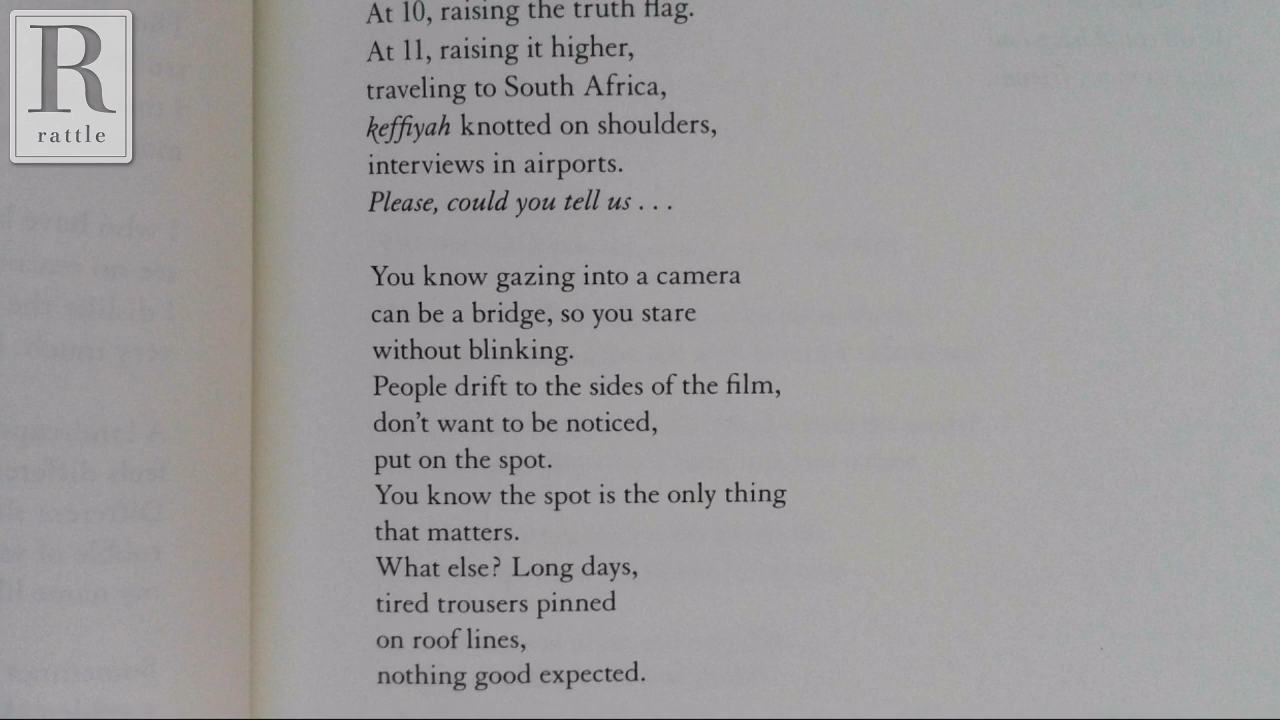 R
rattle
At 10, raising the truth flag.
At 11, raising it higher,
traveling to South Africa,
keffiyah knotted on shoulders,
interviews in airports.
Please, could you tell us . . .
You know gazing into a camera
can be a bridge, so you stare
without blinking.
People drift to the sides of the film,
don't want to be noticed,
put on the spot.
You know the spot is the only thing
that matters.
What else? Long days,
tired trousers pinned
on roof lines,
nothing good expected.